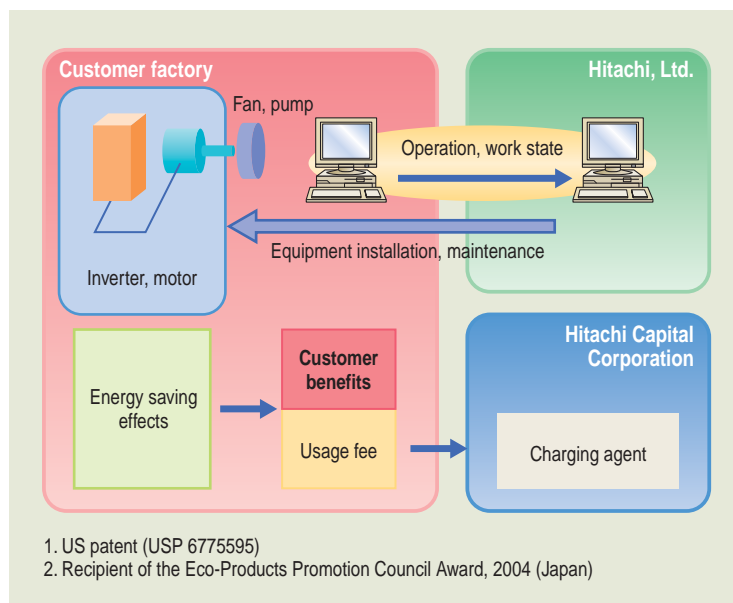 Customer factory
Hitachi, Ltd.
Fan, pump
Operation, work state
Equipment installation, maintenance
Inverter, motor
Energy saving
effects
Customer
benefits
Usage fee
Hitachi Capital
Corporation
Charging agent
1. US patent (USP 6775595)
2. Recipient of the Eco-Products Promotion Council Award, 2004 (Japan)